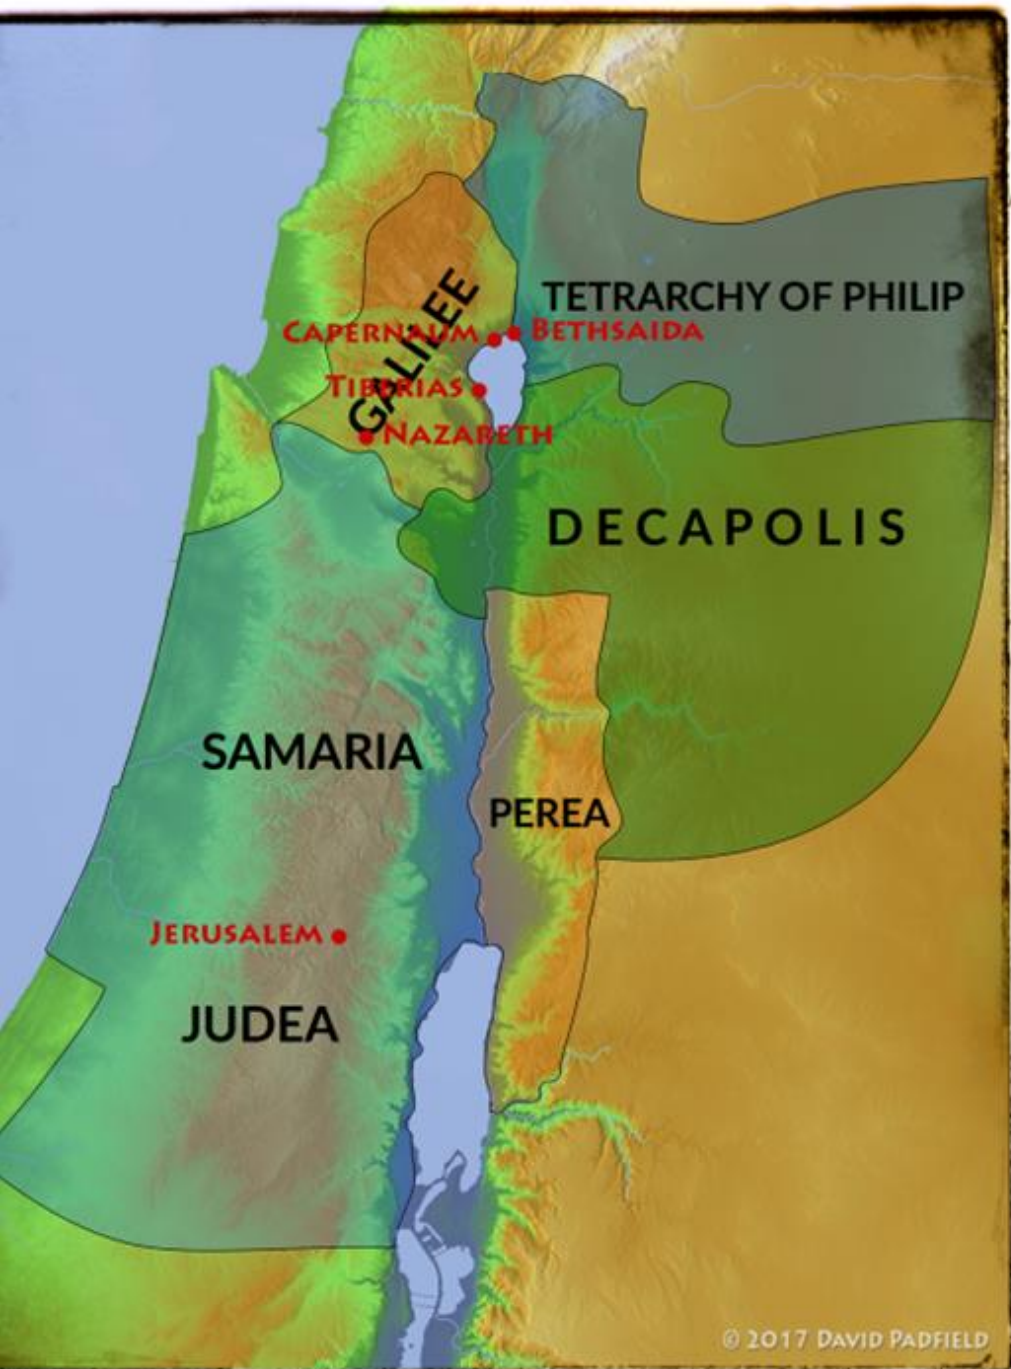 TETRARCHY OF PHILIP
GALILEE
CAPERNAUM
BETHSAIDA
TIBERIAS
NAZARETH
DECAPOLIS
SAMARIA
PEREA
JERUSALEM
JUDEA
© 2017 DAVID PADFIELD